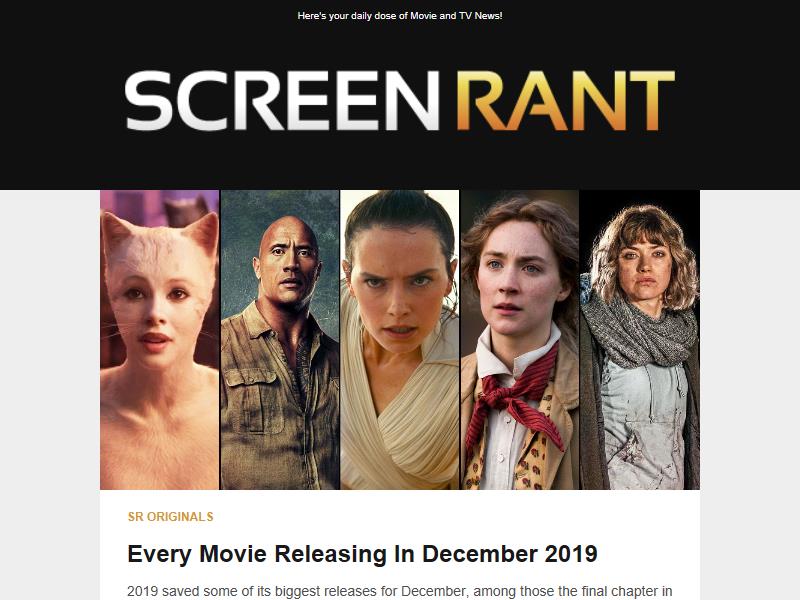 Here's your daily dose of Movie and TV News!
SCREEN RANT
SR ORIGINALS
Every Movie Releasing In December 2019
2019 saved some of its biggest releases for December, among those the final chapter in